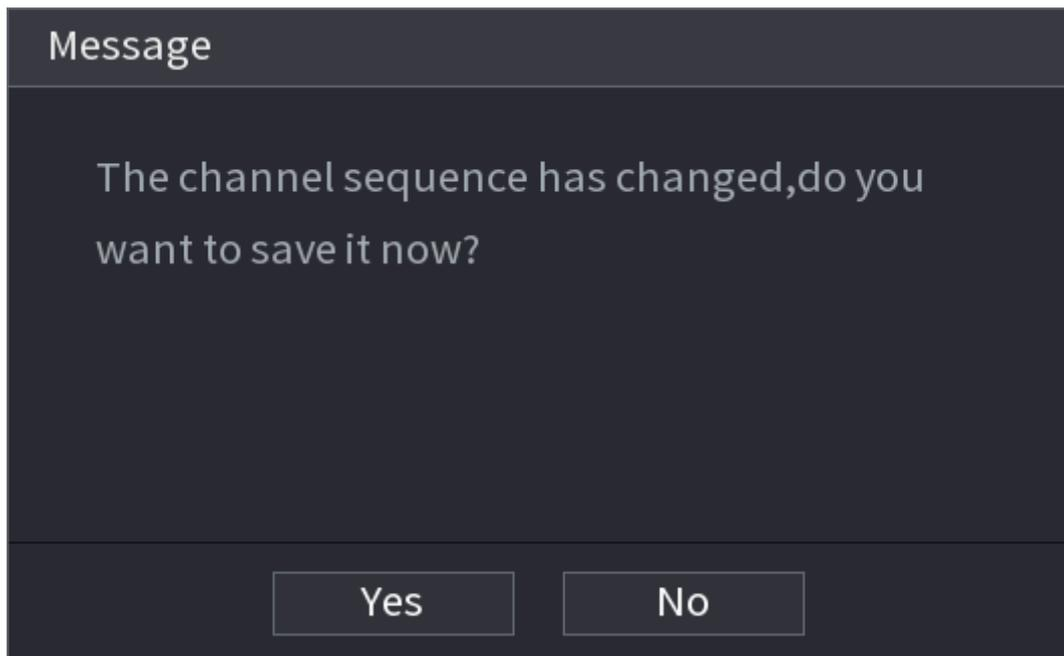 Message
The channel sequence has changed,do you
want to save it now?
Yes No